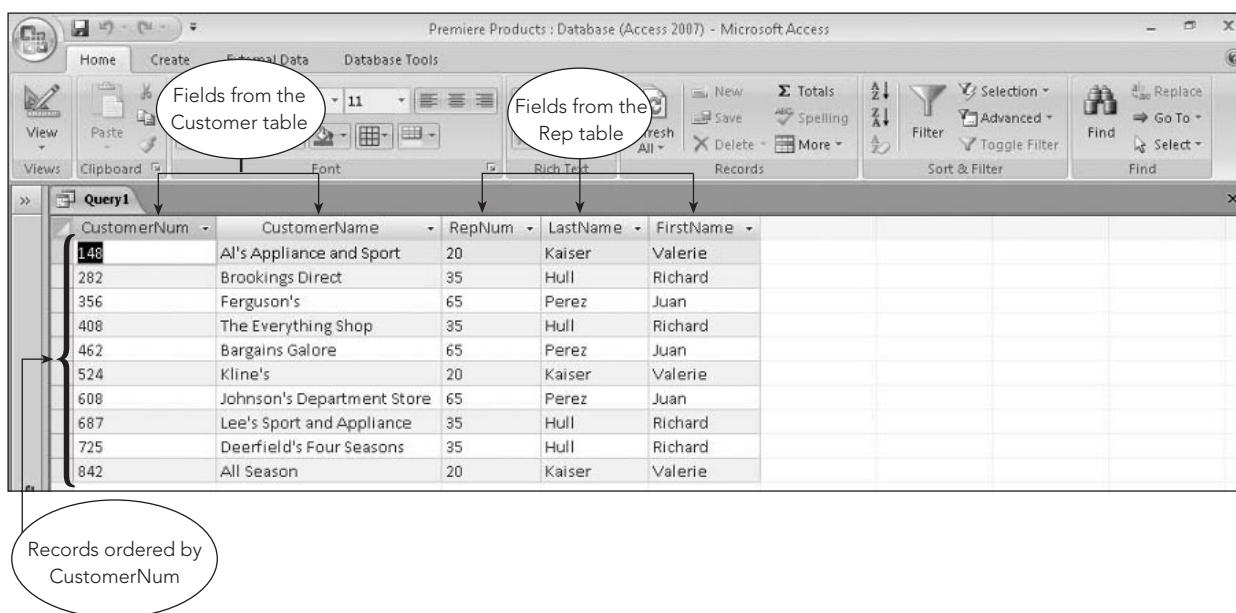 Premiere Products : Database (Access 2007) - Microsoft Access
Home Create External Data Database Tools
View
Paste
Fields from the
Customer table
11
Fields from the
Rep table
All
New
Save
Delete
Σ Totals
Spelling
More
Filter
Selection
Advanced
Toggle Filter
Find
Replace
Go To
Select
Views Clipboard Font Rich Text Records Sort & Filter Find
Query1
CustomerNum CustomerName RepNum LastName FirstName
148 Al's Appliance and Sport 20 Kaiser Valerie
282 Brookings Direct 35 Hull Richard
356 Ferguson's 65 Perez Juan
408 The Everything Shop 35 Hull Richard
462 Bargains Galore 65 Perez Juan
524 Kline's 20 Kaiser Valerie
608 Johnson's Department Store 65 Perez Juan
687 Lee's Sport and Appliance 35 Hull Richard
725 Deerfield's Four Seasons 35 Hull Richard
842 All Season 20 Kaiser Valerie
Records ordered by
CustomerNum